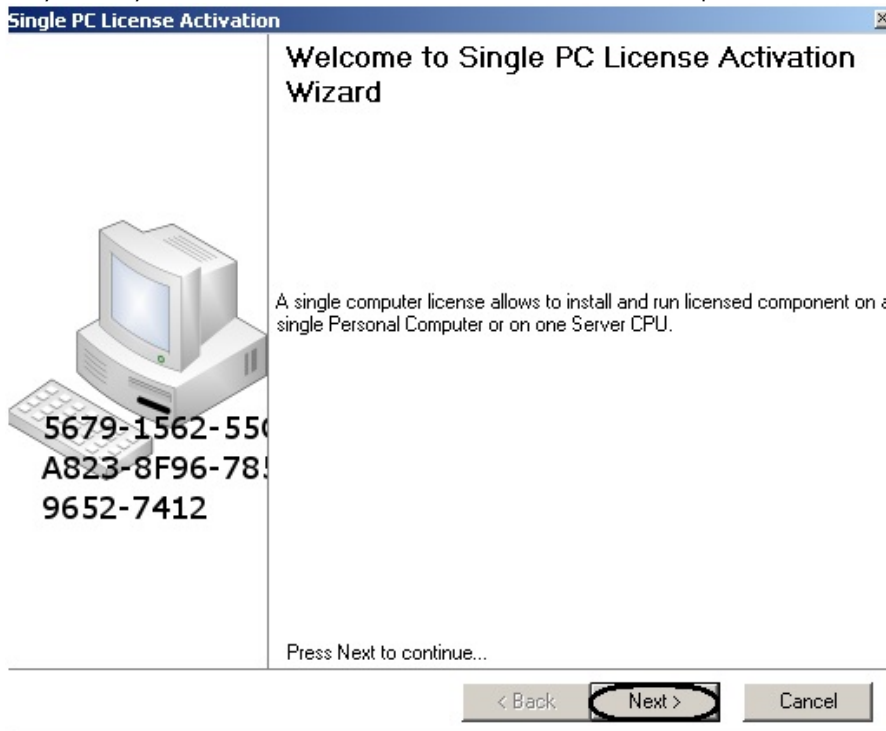 Single PC License Activation
Welcome to Single PC License Activation
Wizard
A single computer license allows to install and run licensed component on a
single Personal Computer or on one Server CPU.
5679-1562-55
A823-8F96-78
9652-7412
Press Next to continue...
< Back Next > Cancel